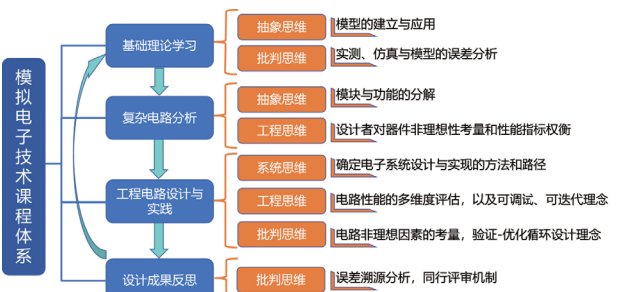 模拟电子技术课程体系
基础理论学习
抽象思维
模型的建立与应用
批判思维
实测、仿真与模型的误差分析
复杂电路分析
抽象思维
模块与功能的分解
工程思维
设计者对器件非理想性考量和性能指标权衡
工程电路设计与
实践
系统思维
确定电子系统设计与实现的方法和路径
工程思维
电路性能的多维度评估，以及可调试、可迭代理念
批判思维
电路非理想因素的考量，验证-优化循环设计理念
设计成果反思
批判思维
误差溯源分析，同行评审机制